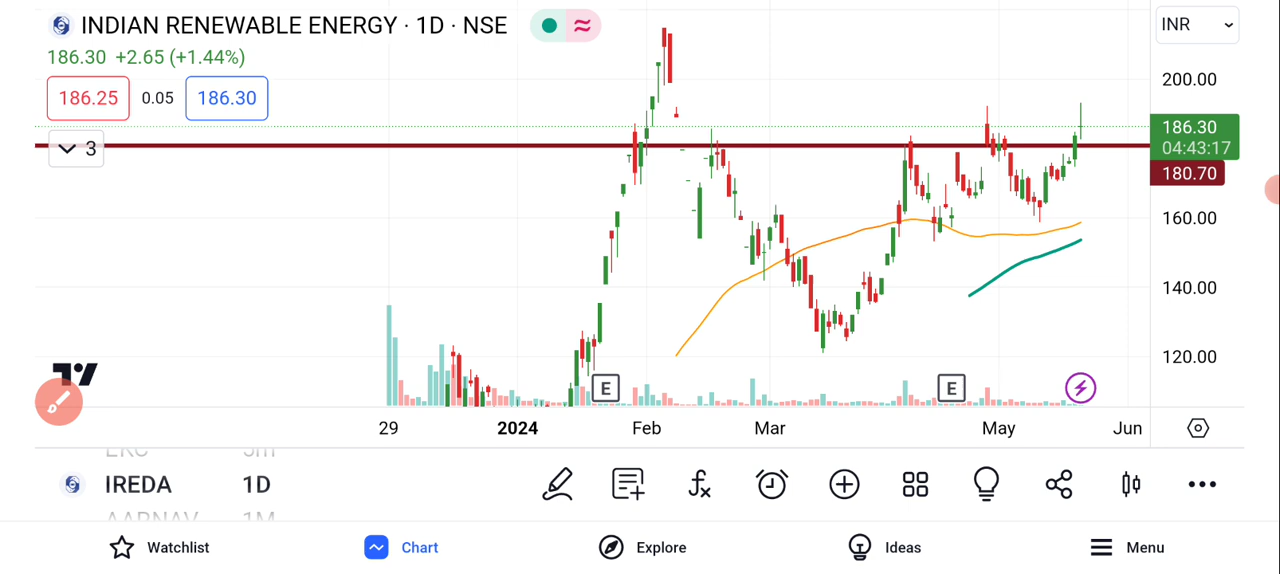 INDIAN RENEWABLE ENERGY · 1D · NSE
186.30 +2.65 (+1.44%)
186.25 0.05 186.30
3
INR
200.00
186.30
04:43:17
180.70
160.00
140.00
120.00
E E
29 2024 Feb Mar May Jun
IREDA 1D
AARNAV 1M
Watchlist Chart Explore Ideas Menu